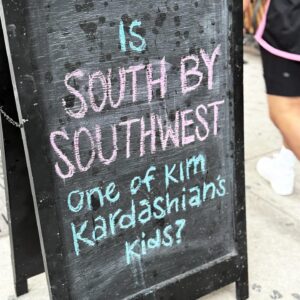 IS
SOUTH BY
SOUTHWEST
one of Kim
Kardashian's
Kids?